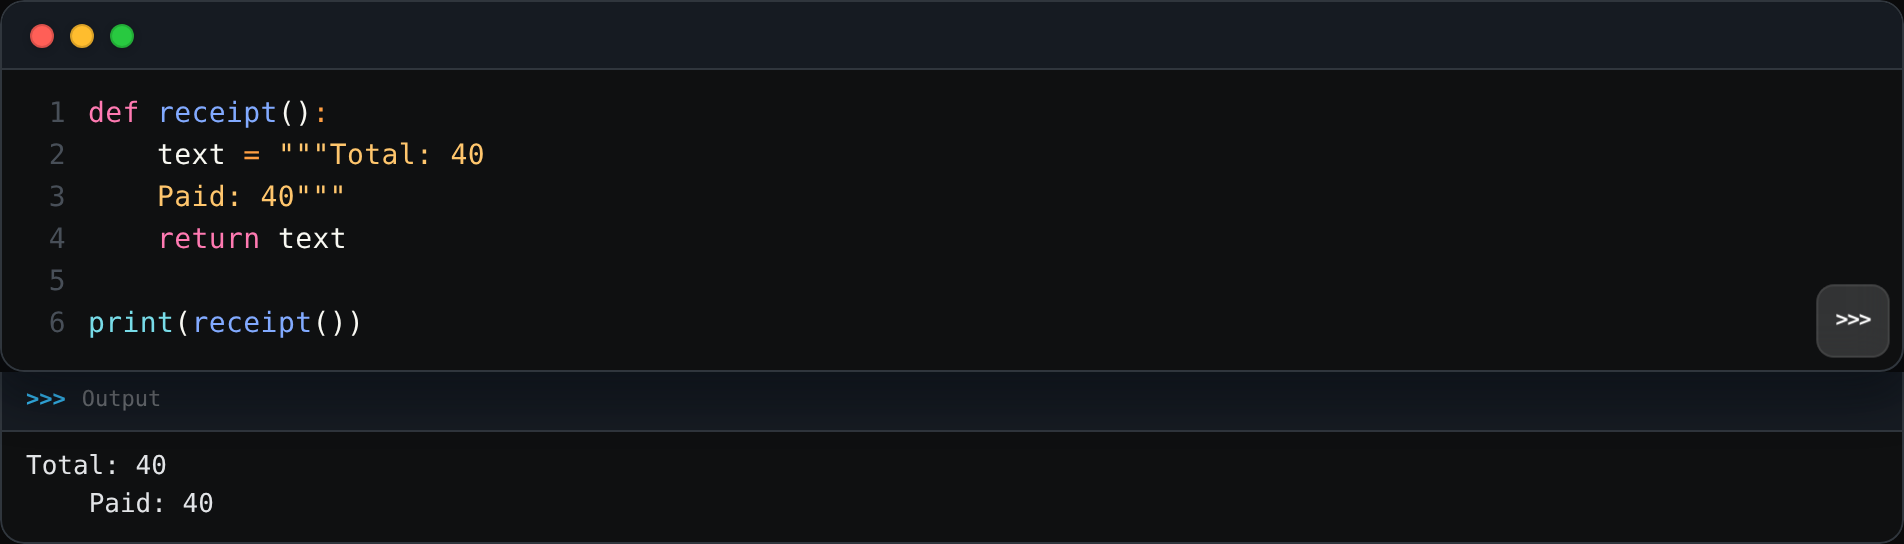 1 def receipt():
2     text = """Total: 40
3     Paid: 40"""
4     return text
5
6 print(receipt())
>>>
>>> Output
Total: 40
    Paid: 40